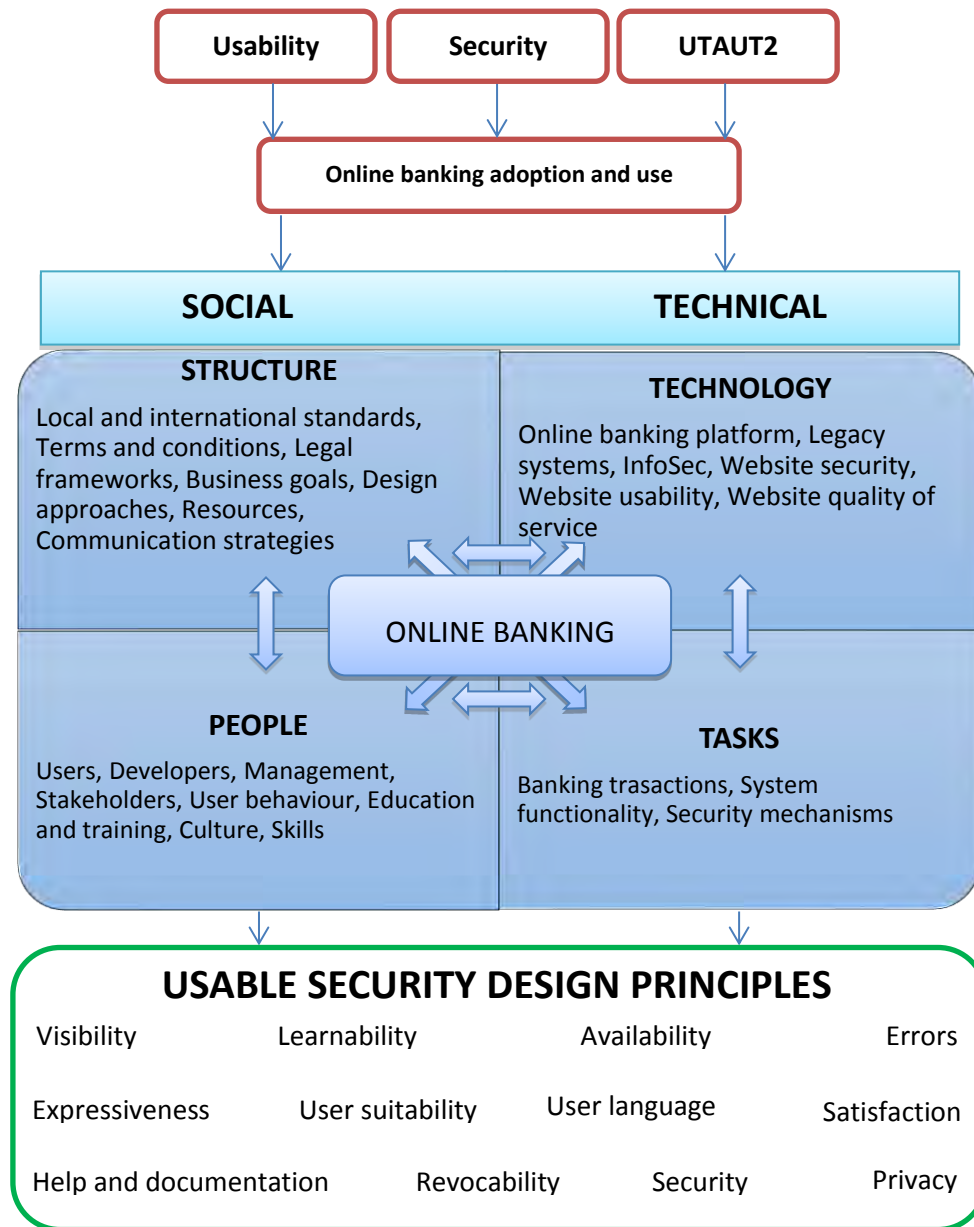 Usability
Security
UTAUT2
Online banking adoption and use
SOCIAL
TECHNICAL
STRUCTURE
Local and international standards,
Terms and conditions, Legal
frameworks, Business goals, Design
approaches, Resources,
Communication strategies
TECHNOLOGY
Online banking platform, Legacy
systems, InfoSec, Website security,
Website usability, Website quality of
service
ONLINE BANKING
PEOPLE
Users, Developers, Management,
Stakeholders, User behaviour, Education
and training, Culture, Skills
TASKS
Banking trasactions, System
functionality, Security mechanisms
USABLE SECURITY DESIGN PRINCIPLES
Visibility Learnability Availability Errors
Expressiveness User suitability User language Satisfaction
Help and documentation Revocability Security Privacy